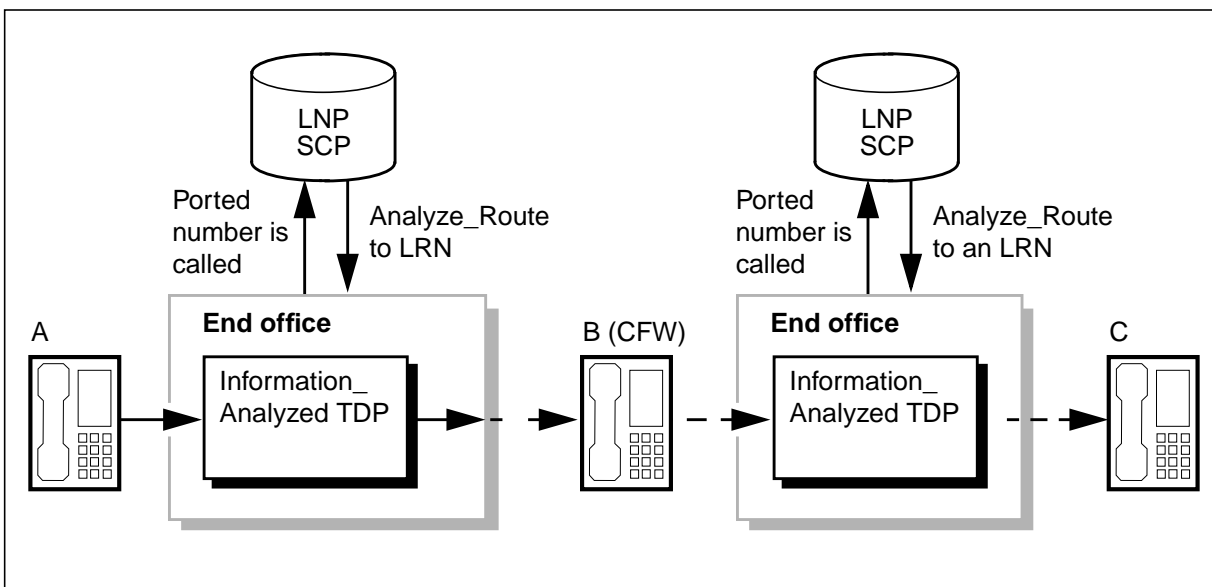 LNP
SCP
LNP
SCP
Ported
number is
called
Analyze_Route
to LRN
Ported
number is
called
Analyze_Route
to an LRN
A
End office
B (CFW)
End office
C
Information_
Analyzed TDP
Information_
Analyzed TDP